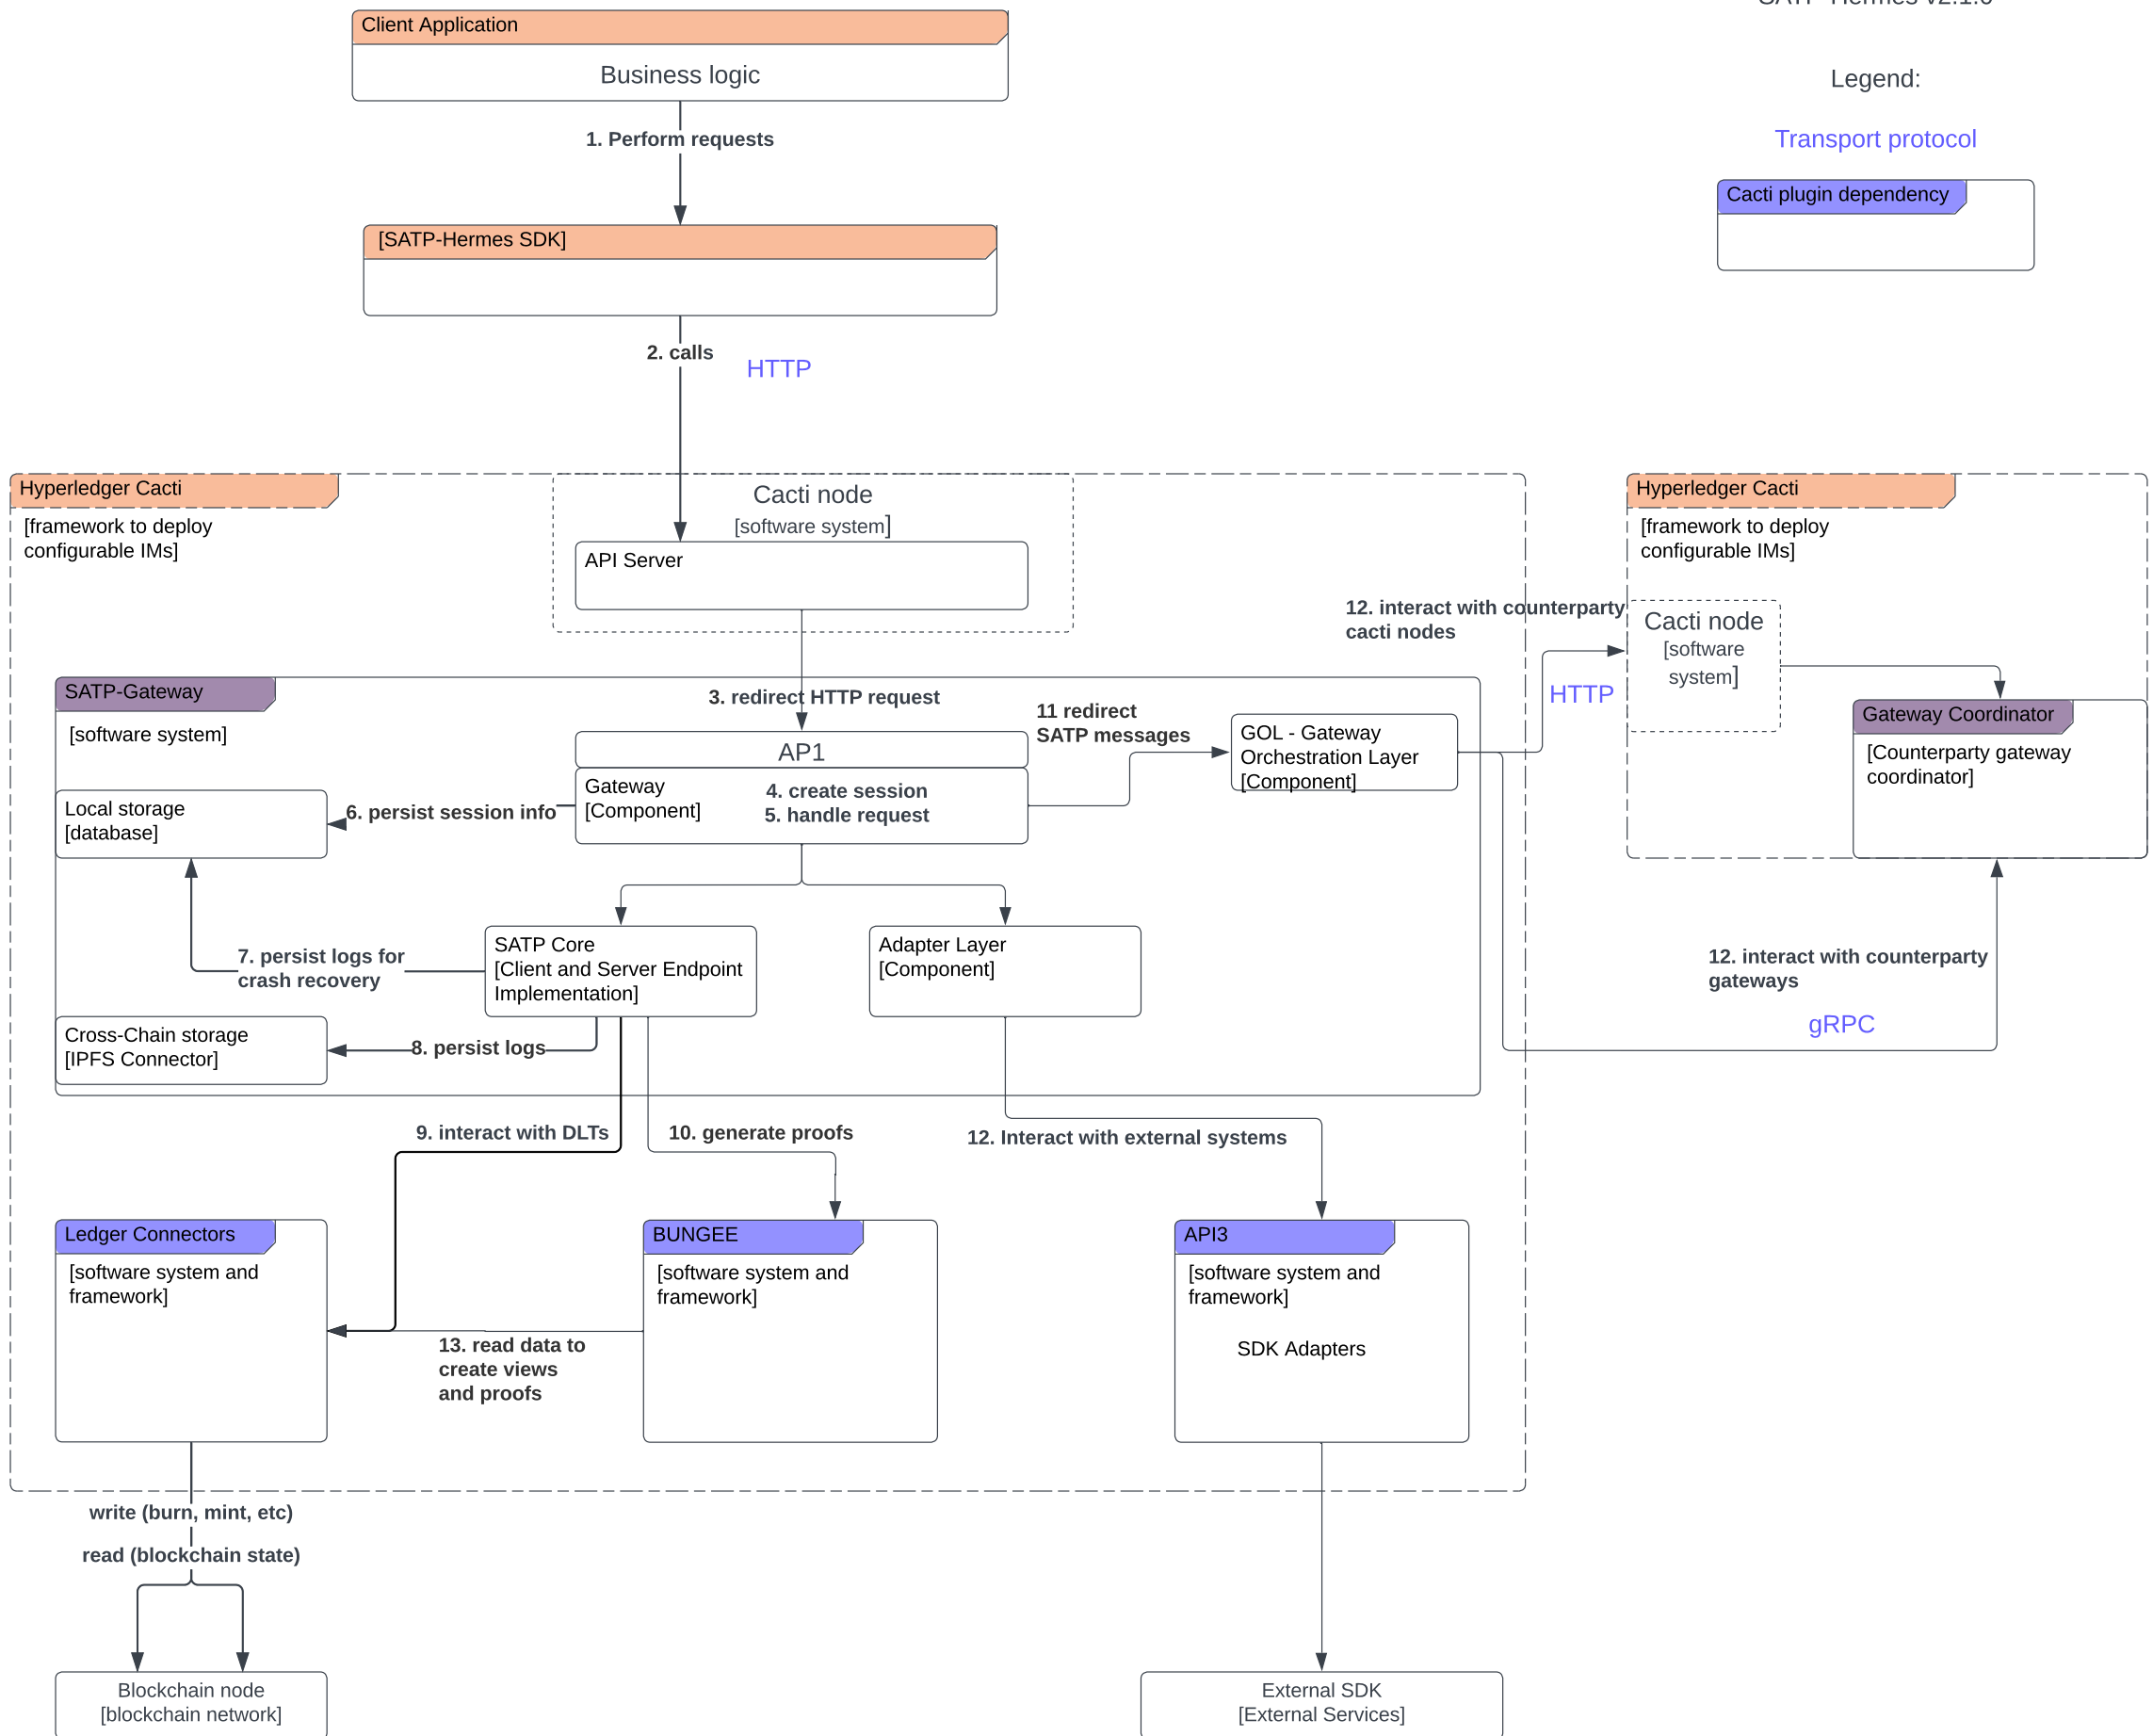 SATP-Hermes v2.1.0
Client Application
Business logic
Legend:
1. Perform requests
Transport protocol
Cacti plugin dependency
[SATP-Hermes SDK]
2. calls
HTTP
Hyperledger Cacti
[framework to deploy
configurable IMs]
Cacti node
[software system]
API Server
Hyperledger Cacti
[framework to deploy
configurable IMs]
12. interact with counterparty
cacti nodes
Cacti node
[software
system]
HTTP
Gateway Coordinator
[Counterparty gateway
coordinator]
SATP-Gateway
[software system]
3. redirect HTTP request
11 redirect
SATP messages
GOL - Gateway
Orchestration Layer
[Component]
AP1
Gateway
[Component]
4. create session
5. handle request
6. persist session info
Local storage
[database]
7. persist logs for
crash recovery
SATP Core
[Client and Server Endpoint
Implementation]
Adapter Layer
[Component]
12. interact with counterparty
gateways
gRPC
Cross-Chain storage
[IPFS Connector]
8. persist logs
9. interact with DLTs
10. generate proofs
12. Interact with external systems
Ledger Connectors
[software system and
framework]
BUNGEE
[software system and
framework]
API3
[software system and
framework]
SDK Adapters
13. read data to
create views
and proofs
write (burn, mint, etc)
read (blockchain state)
Blockchain node
[blockchain network]
External SDK
[External Services]